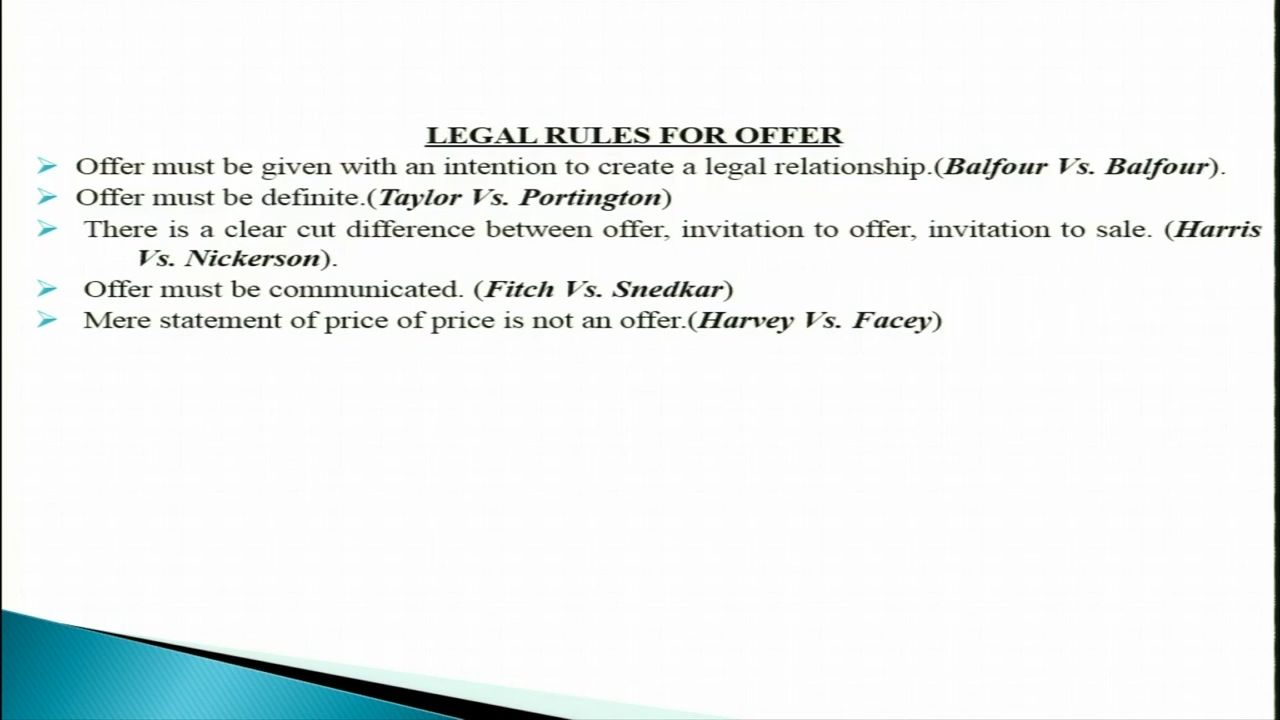 LEGAL RULES FOR OFFER
Offer must be given with an intention to create a legal relationship.(Balfour Vs. Balfour).
Offer must be definite.(Taylor Vs. Portington)
There is a clear cut difference between offer, invitation to offer, invitation to sale. (Harris
Vs. Nickerson).
Offer must be communicated. (Fitch Vs. Snedkar)
Mere statement of price of price is not an offer.(Harvey Vs. Facey)